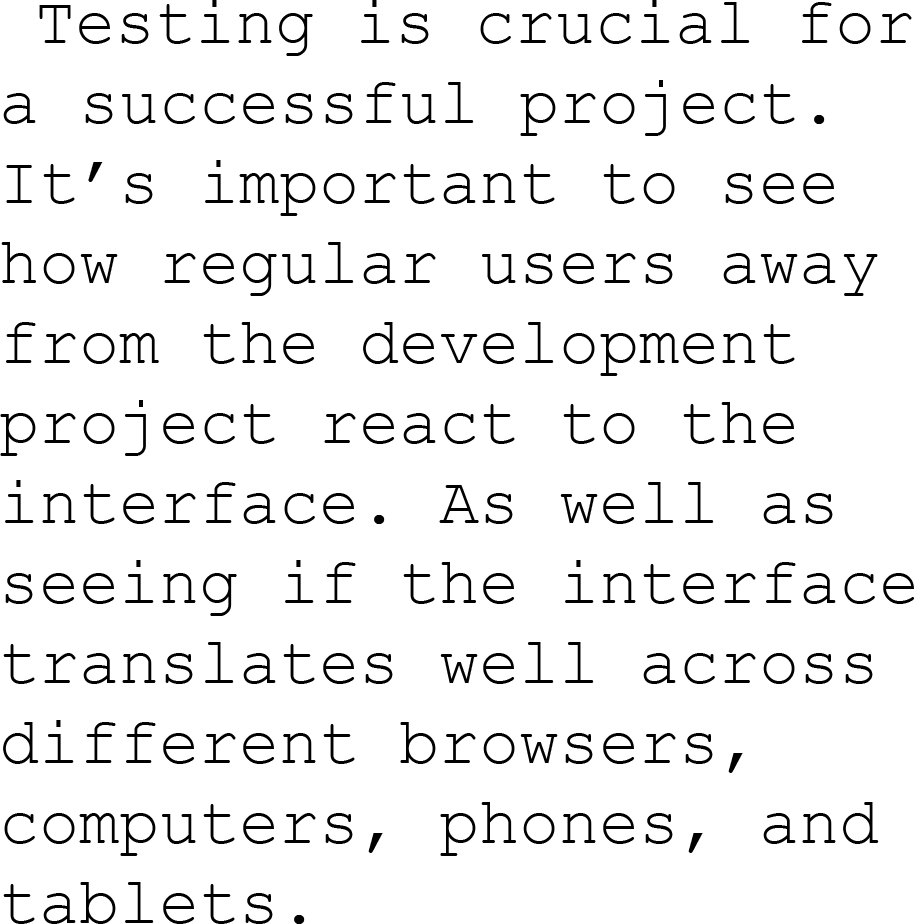 Testing is crucial for
a successful project.
It’s important to see
how regular users away
from the development
project react to the
interface. As well as
seeing if the interface
translates well across
different browsers,
computers, phones, and
tablets.